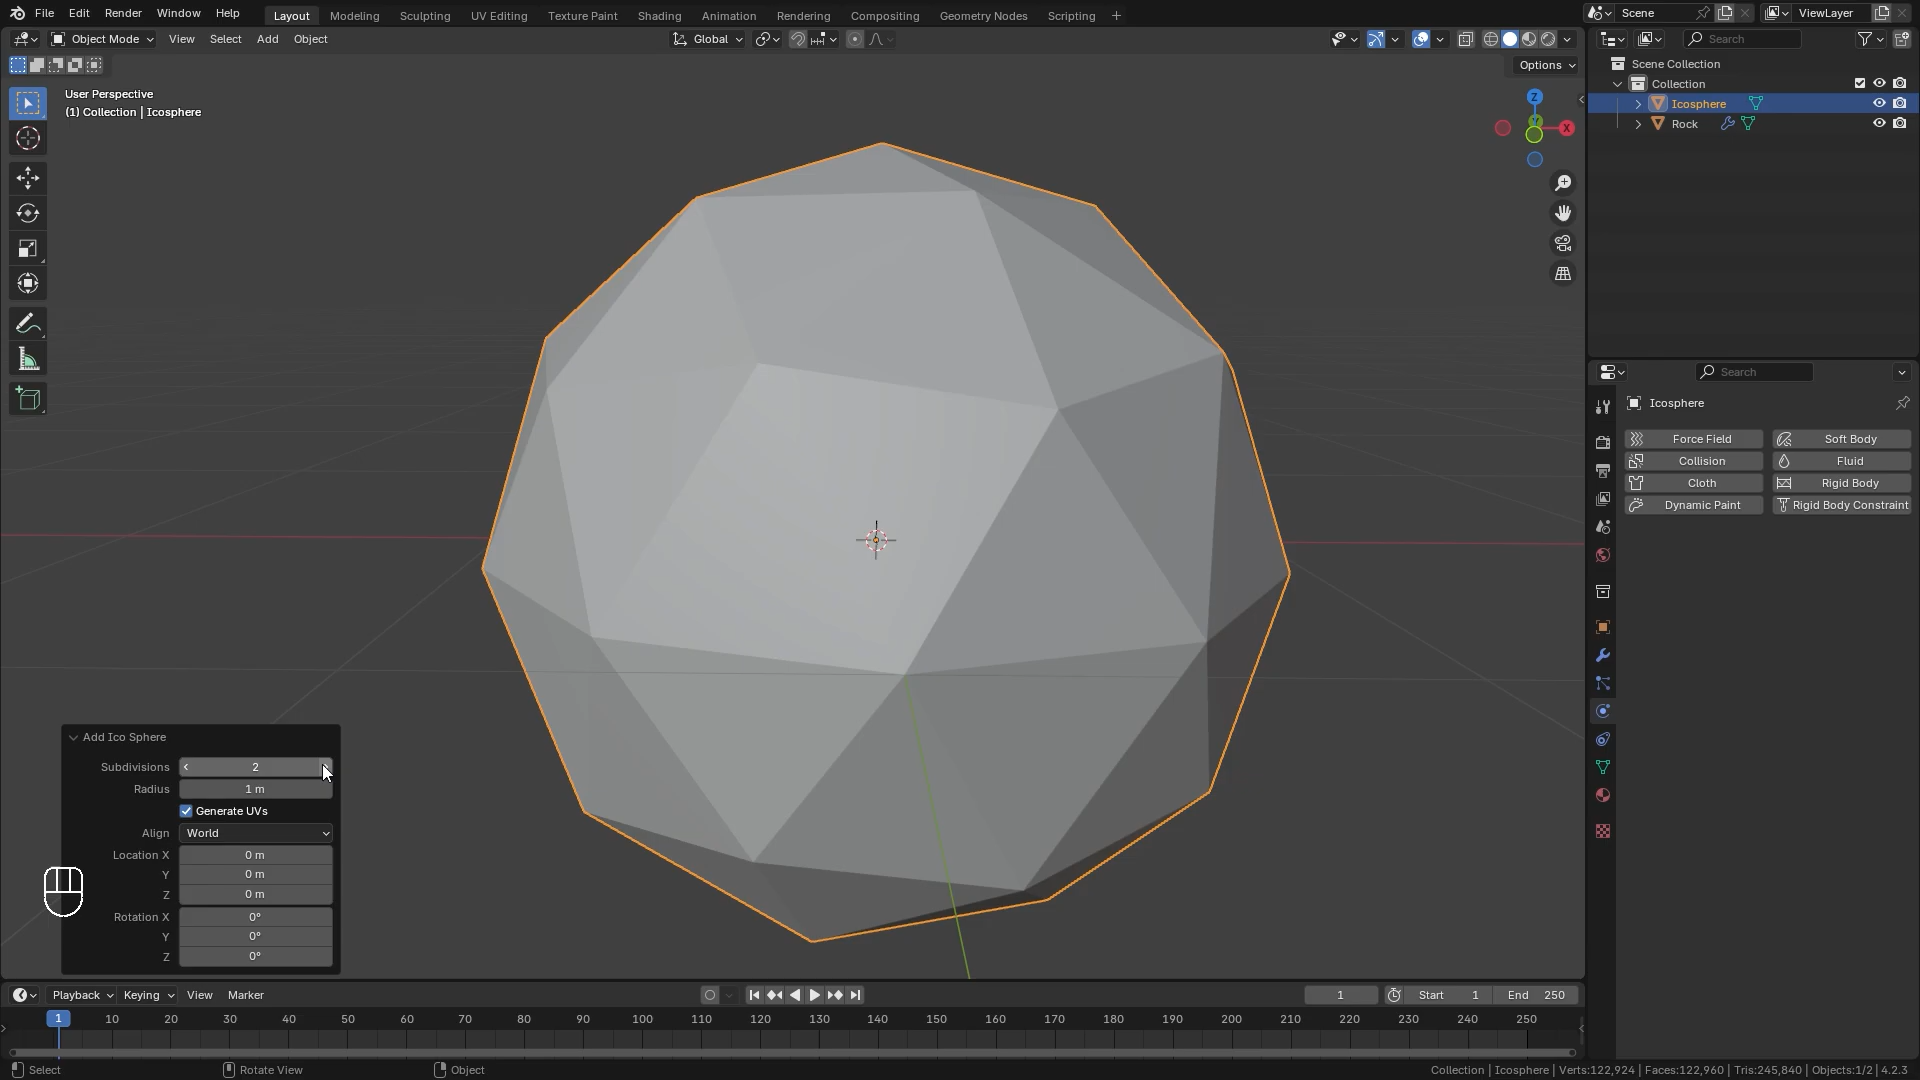 File Edit Render Window Help Layout Modeling Sculpting UV Editing Texture Paint Shading Animation Rendering Compositing Geometry Nodes Scripting + Scene ViewLayer
Object Mode View Select Add Object Global Search
Options
User Perspective
(1) Collection | Icosphere
Z
Y
X
Scene Collection
Collection
Icosphere
Rock
Search
Icosphere
Force Field Soft Body
Collision Fluid
Cloth Rigid Body
Dynamic Paint Rigid Body Constraint
Add Ico Sphere
Subdivisions 2
Radius 1 m
Generate UVs
Align World
Location X 0 m
Y 0 m
Z 0 m
Rotation X 0°
Y 0°
Z 0°
Playback Keying View Marker 1 Start 1 End 250
1 10 20 30 40 50 60 70 80 90 100 110 120 130 140 150 160 170 180 190 200 210 220 230 240 250
Select Rotate View Object Collection | Icosphere | Verts:122,924 | Faces:122,960 | Tris:245,840 | Objects:1/2 | 4.2.3